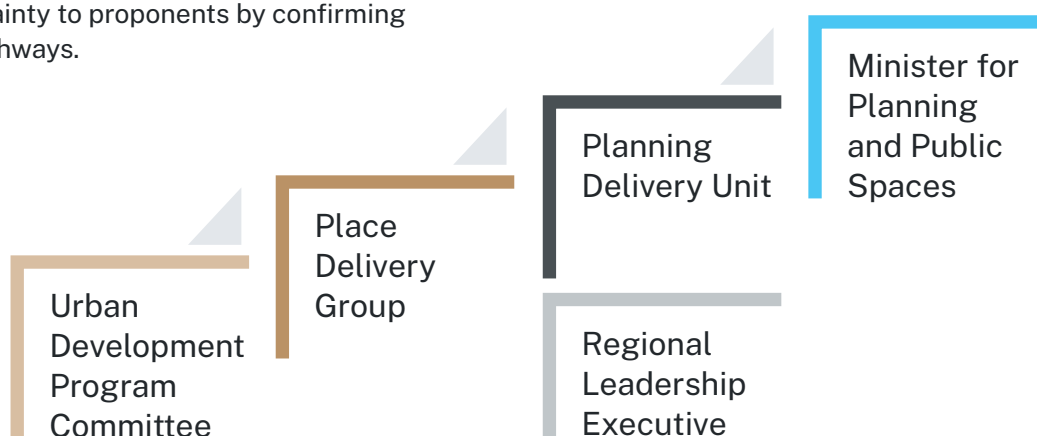 ainty to proponents by confirming
hways.
Urban
Development
Program
Committee
Place
Delivery
Group
Planning
Delivery Unit
Regional
Leadership
Executive
Minister for
Planning
and Public
Spaces